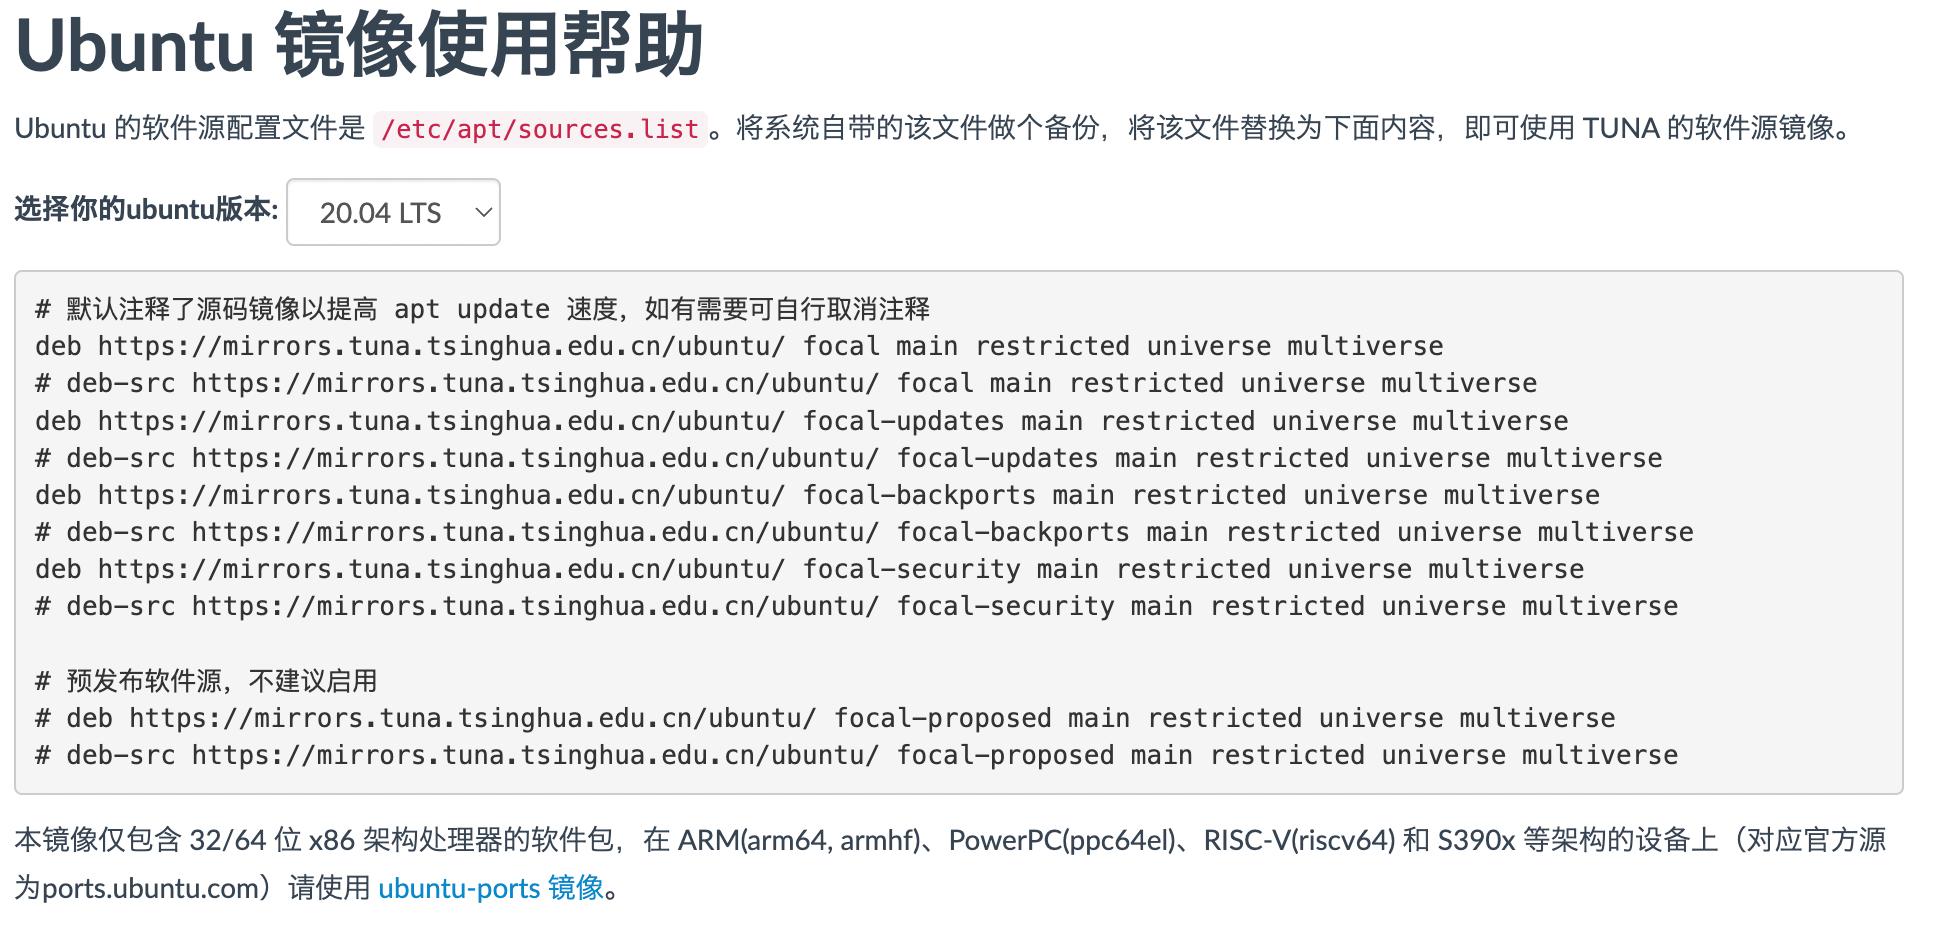 Ubuntu 镜像使用帮助
Ubuntu 的软件源配置文件是 /etc/apt/sources.list。将系统自带的该文件做个备份，将该文件替换为下面内容，即可使用 TUNA 的软件源镜像。
选择你的ubuntu版本: 20.04 LTS
# 默认注释了源码镜像以提高 apt update 速度，如有需要可自行取消注释
deb https://mirrors.tuna.tsinghua.edu.cn/ubuntu/ focal main restricted universe multiverse
# deb-src https://mirrors.tuna.tsinghua.edu.cn/ubuntu/ focal main restricted universe multiverse
deb https://mirrors.tuna.tsinghua.edu.cn/ubuntu/ focal-updates main restricted universe multiverse
# deb-src https://mirrors.tuna.tsinghua.edu.cn/ubuntu/ focal-updates main restricted universe multiverse
deb https://mirrors.tuna.tsinghua.edu.cn/ubuntu/ focal-backports main restricted universe multiverse
# deb-src https://mirrors.tuna.tsinghua.edu.cn/ubuntu/ focal-backports main restricted universe multiverse
deb https://mirrors.tuna.tsinghua.edu.cn/ubuntu/ focal-security main restricted universe multiverse
# deb-src https://mirrors.tuna.tsinghua.edu.cn/ubuntu/ focal-security main restricted universe multiverse
# 预发布软件源，不建议启用
# deb https://mirrors.tuna.tsinghua.edu.cn/ubuntu/ focal-proposed main restricted universe multiverse
# deb-src https://mirrors.tuna.tsinghua.edu.cn/ubuntu/ focal-proposed main restricted universe multiverse
本镜像仅包含 32/64 位 x86 架构处理器的软件包，在 ARM(arm64, armhf)、PowerPC(ppc64el)、RISC-V(riscv64) 和 S390x 等架构的设备上（对应官方源
为ports.ubuntu.com）请使用 ubuntu-ports 镜像。